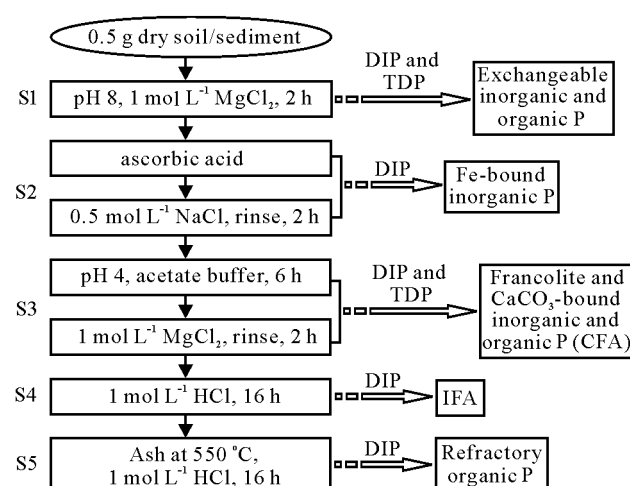 0.5 g dry soil/sediment
S1
pH 8, 1 mol L⁻¹ MgCl₂, 2 h
DIP and
TDP
Exchangeable
inorganic and
organic P
S2
ascorbic acid
0.5 mol L⁻¹ NaCl, rinse, 2 h
DIP
Fe-bound
inorganic P
S3
pH 4, acetate buffer, 6 h
1 mol L⁻¹ MgCl₂, rinse, 2 h
DIP and
TDP
Francolite and
CaCO₃-bound
inorganic and
organic P (CFA)
S4
1 mol L⁻¹ HCl, 16 h
DIP
IFA
S5
Ash at 550 °C,
1 mol L⁻¹ HCl, 16 h
DIP
Refractory
organic P